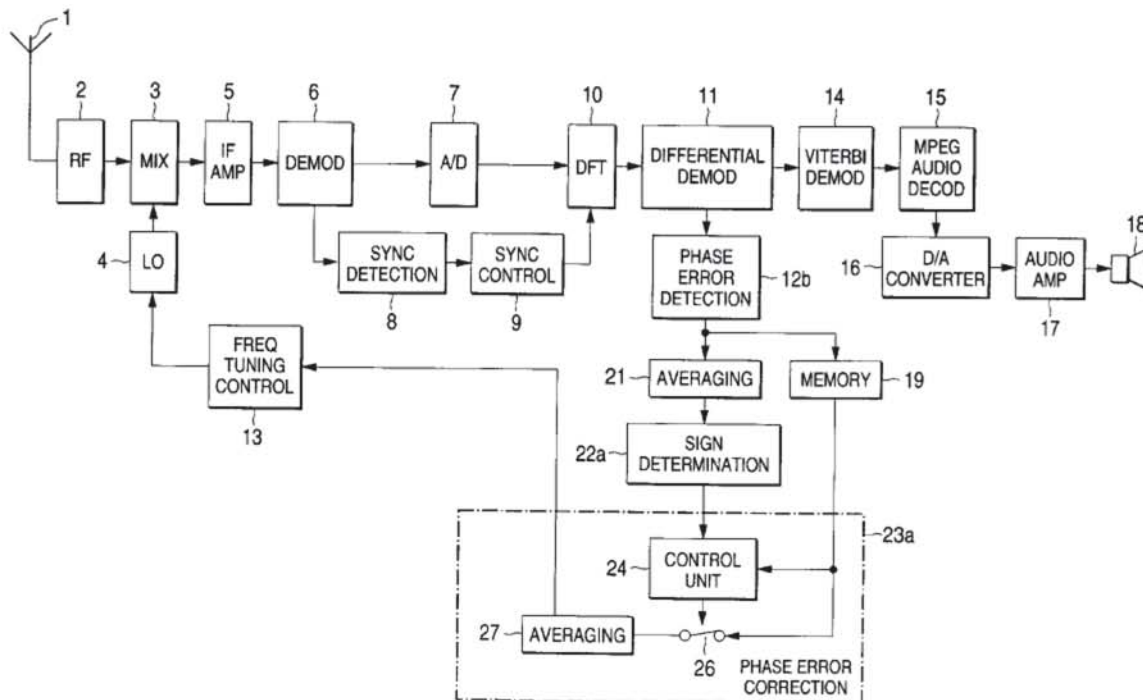 1
2
3
5
6
7
10
11
14
15
RF
MIX
IF
AMP
DEMOD
A/D
DFT
DIFFERENTIAL
DEMOD
VITERBI
DEMOD
MPEG
AUDIO
DECOD
4
LO
SYNC
DETECTION
8
SYNC
CONTROL
9
PHASE
ERROR
DETECTION
12b
16
D/A
CONVERTER
AUDIO
AMP
17
18
FREQ
TUNING
CONTROL
13
21
AVERAGING
MEMORY
19
22a
SIGN
DETERMINATION
23a
24
CONTROL
UNIT
27
AVERAGING
26
PHASE ERROR
CORRECTION